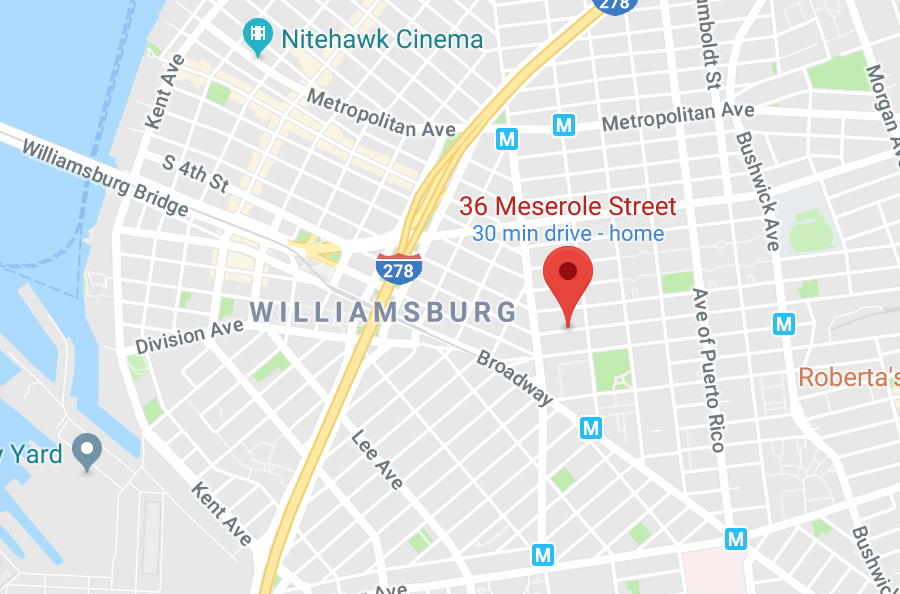 278
Nitehawk Cinema
Kent Ave
Metropolitan Ave
umboldt St
Morgan Av
M
M
Metropolitan Ave
Williamsburg Bridge
S 4th St
Bushwick Ave
36 Meserole Street
30 min drive - home
278
WILLIAMSBURG
Division Ave
Ave of Puerto Rico
M
Broadway
Roberta's
M
y Yard
Lee Ave
Kent Ave
M
M
Bushwick
Ave